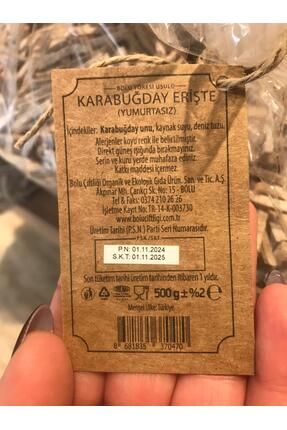 BOLU YÖRESİ USULÜ
KARABUĞDAY ERİŞTE
(YUMURTASIZ)
İçindekiler: Karabuğday unu, kaynak suyu, deniz tuzu.
Alerjenler koyu renk ile belirtilmiştir.
Direkt güneş ışığında bırakmayınız.
Serin ve kuru yerde muhafaza ediniz.
Katkı maddesi içermez.
Bolu Çiftliği Organik ve Ekolojik Gıda Ürün. San. ve Tic. A.Ş.
Akpınar Mh. Çarıkçı Sk. No: 15 - BOLU
Tel & Faks: 0374 210 26 26
İşletme Kayıt No: TR-14-K-003730
www.boluciftligi.com.tr
Üretim Tarihi (P.S.N.) Parti Seri Numarasıdır.
P.N: 01.11.2024
S.K.T: 01.11.2025
Son tüketim tarihi üretim tarihinden itibaren 1 yıldır.
500 g ± %2 e
Menşei Ülke: Türkiye
8 681835 370470